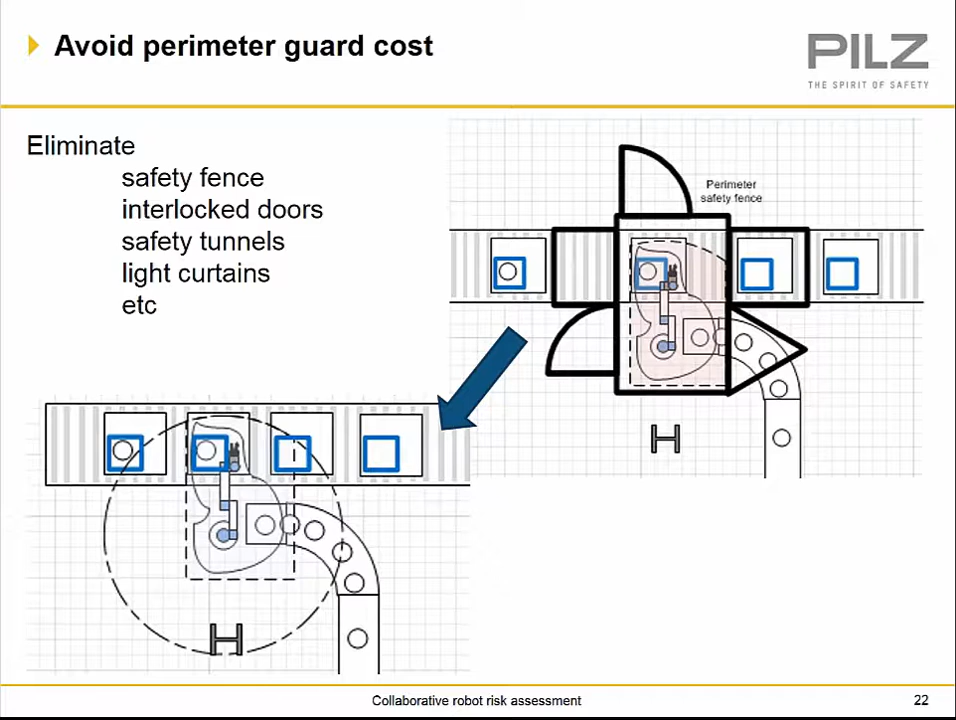 Avoid perimeter guard cost
PILZ
THE SPIRIT OF SAFETY
Eliminate
safety fence
interlocked doors
safety tunnels
light curtains
etc
Perimeter
safety fence
Collaborative robot risk assessment
22